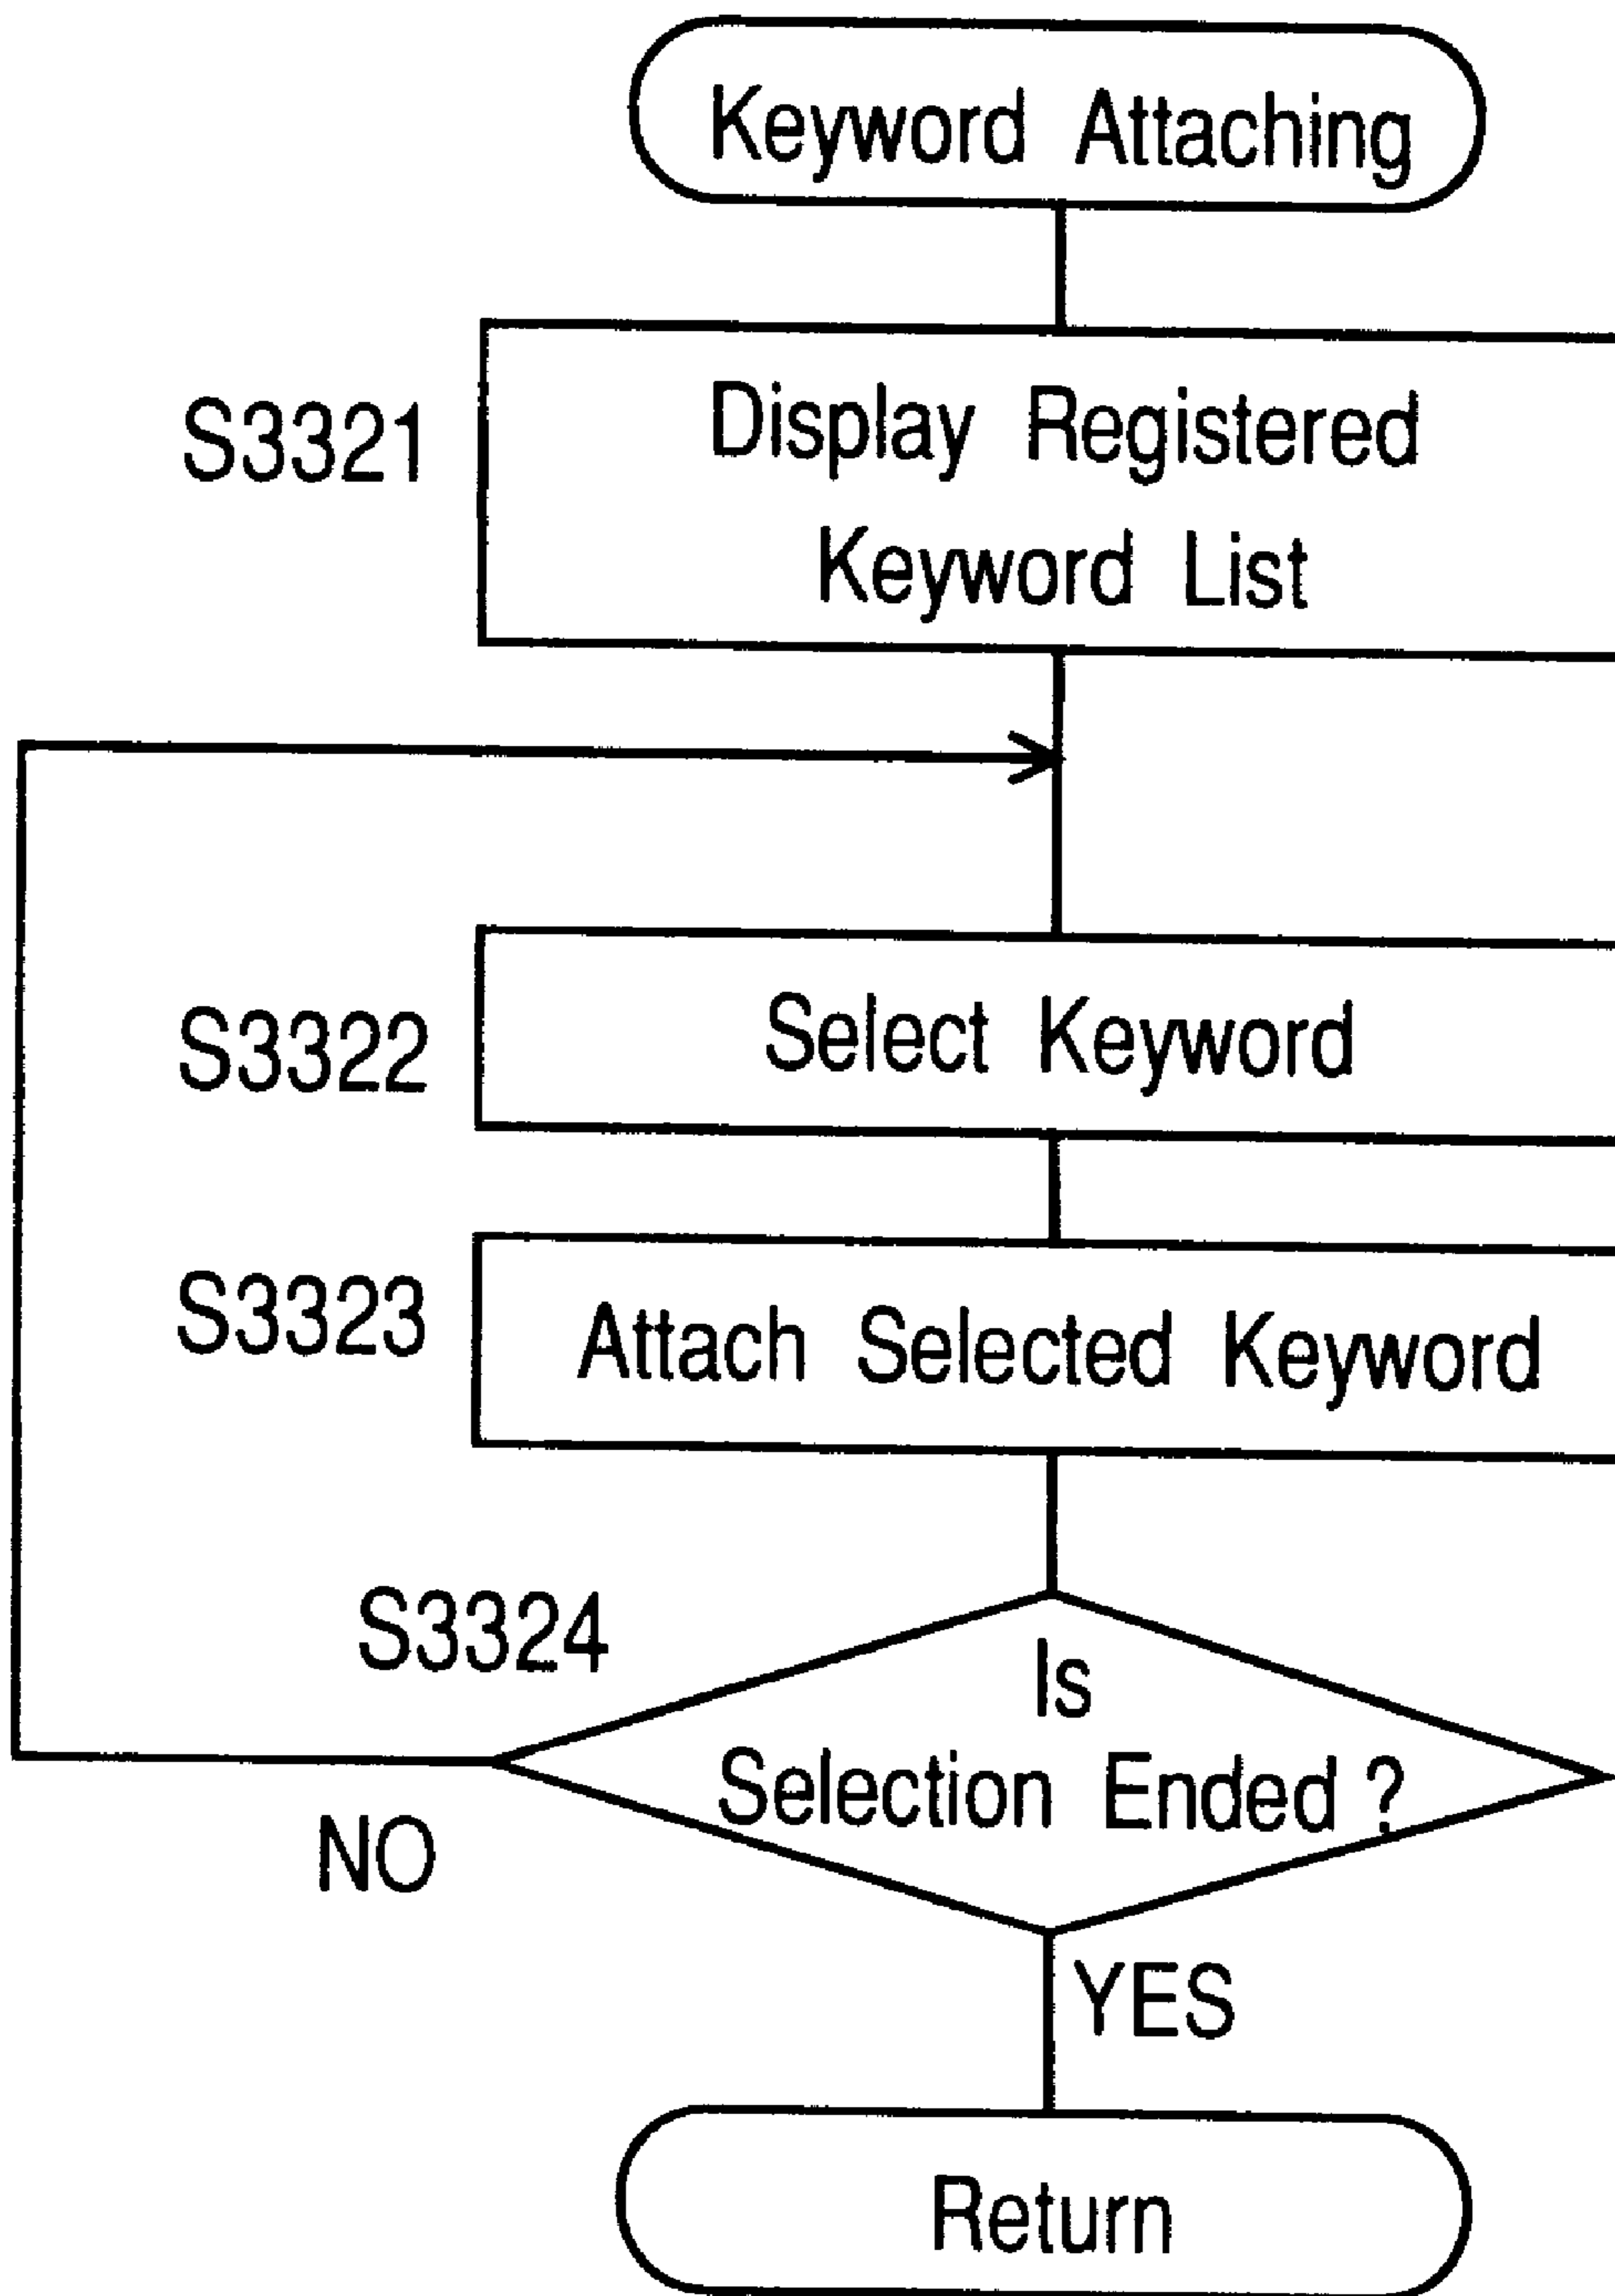 Keyword Attaching
S3321
Display Registered
Keyword List
S3322
Select Keyword
S3323
Attach Selected Keyword
S3324
Is
Selection Ended ?
NO
YES
Return